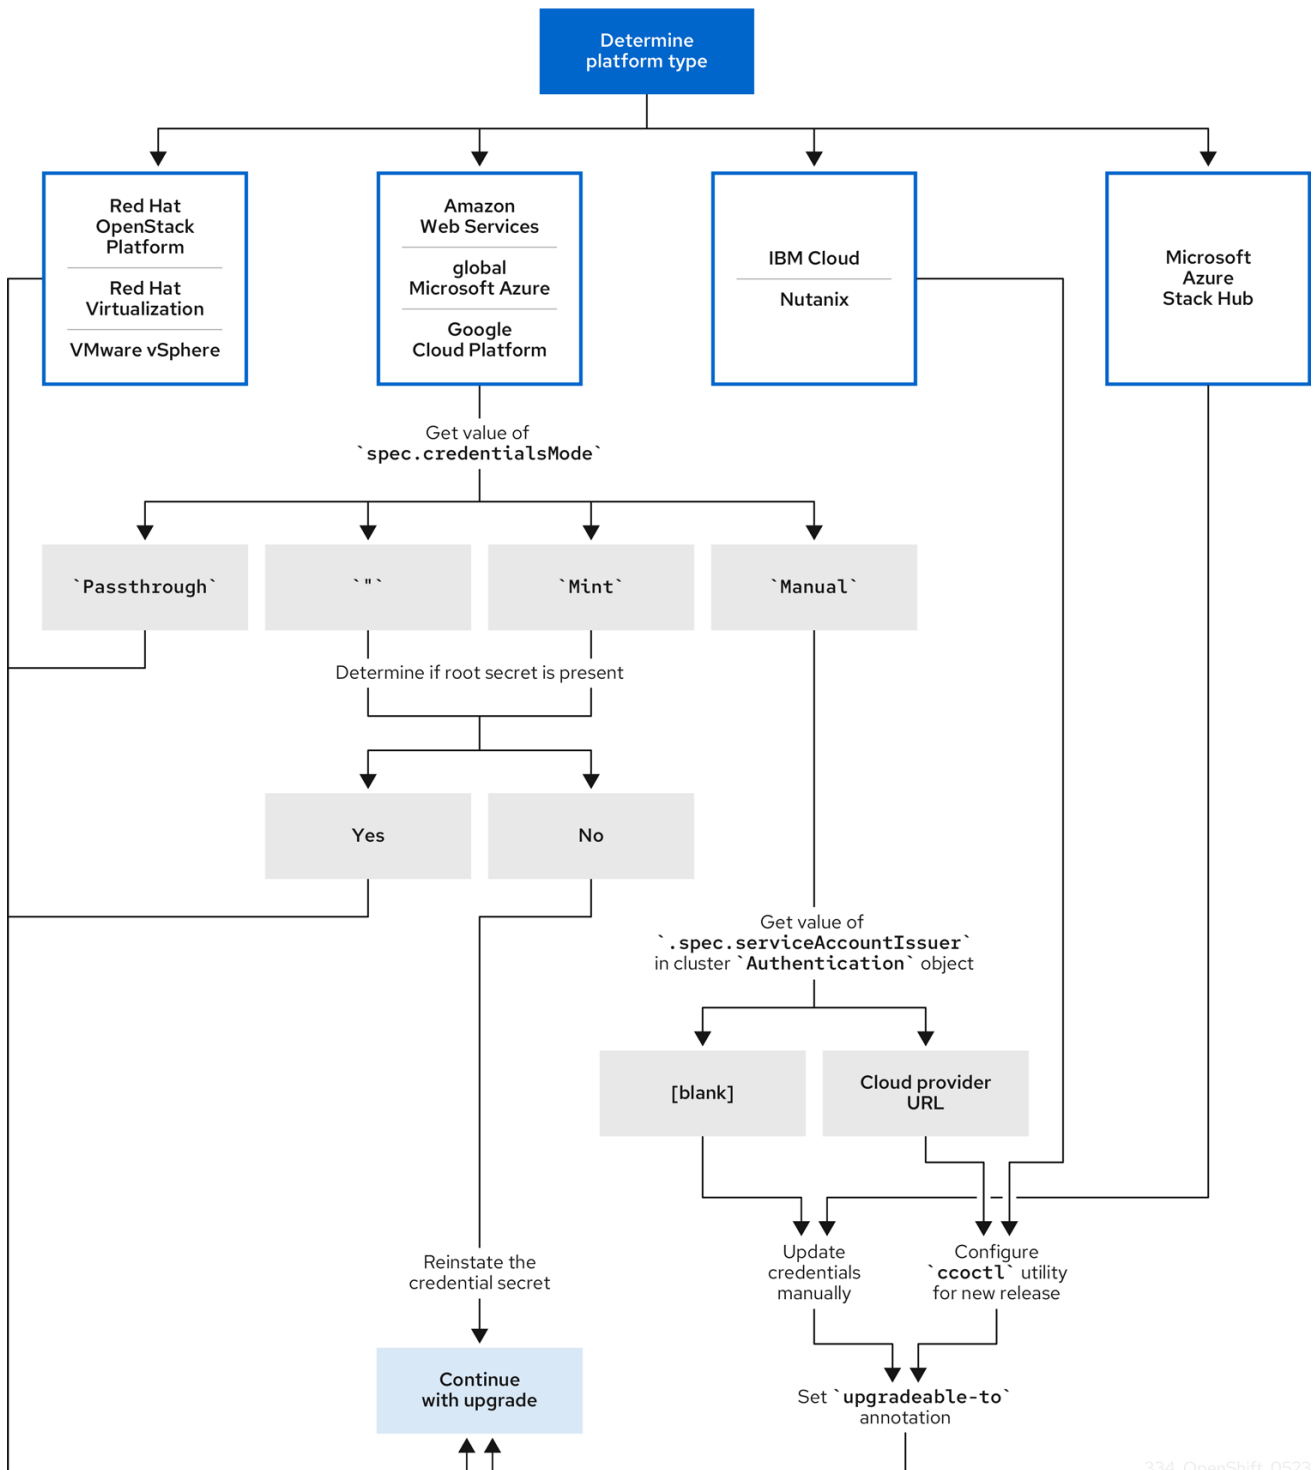 Determine
platform type
Red Hat
OpenStack
Platform
Red Hat
Virtualization
VMware vSphere
Amazon
Web Services
global
Microsoft Azure
Google
Cloud Platform
IBM Cloud
Nutanix
Microsoft
Azure
Stack Hub
Get value of
`spec.credentialsMode`
`Passthrough`
`"`
`Mint`
`Manual`
Determine if root secret is present
Yes
No
Get value of
`.spec.serviceAccountIssuer`
in cluster `Authentication` object
[blank]
Cloud provider
URL
Reinstate the
credential secret
Update
credentials
manually
Configure
`ccoctl` utility
for new release
Continue
with upgrade
Set `upgradeable-to`
annotation
334_OpenShift_0523